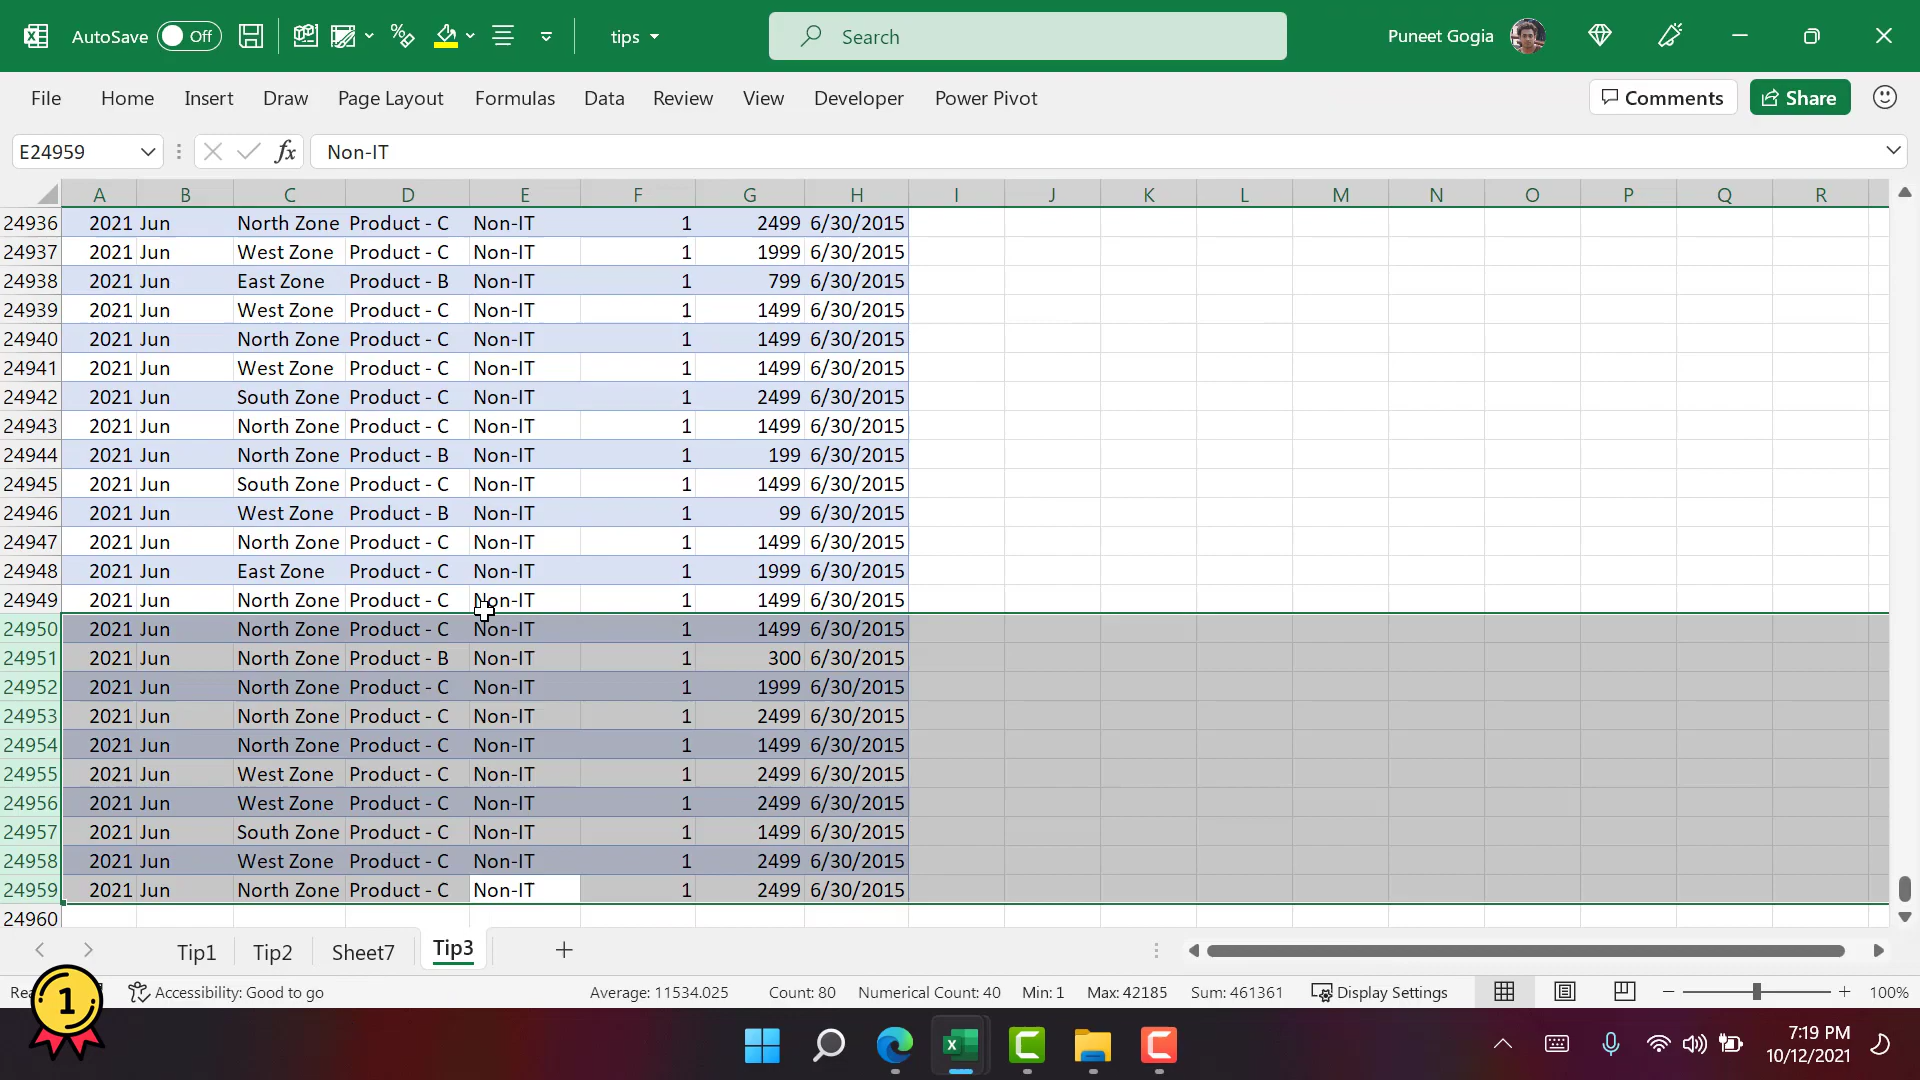 AutoSave Off tips Search Puneet Gogia
File Home Insert Draw Page Layout Formulas Data Review View Developer Power Pivot Comments Share
E24959 fx Non-IT
A B C D E F G H I J K L M N O P Q R
24936 2021 Jun North Zone Product - C Non-IT 1 2499 6/30/2015
24937 2021 Jun West Zone Product - C Non-IT 1 1999 6/30/2015
24938 2021 Jun East Zone Product - B Non-IT 1 799 6/30/2015
24939 2021 Jun West Zone Product - C Non-IT 1 1499 6/30/2015
24940 2021 Jun North Zone Product - C Non-IT 1 1499 6/30/2015
24941 2021 Jun West Zone Product - C Non-IT 1 1499 6/30/2015
24942 2021 Jun South Zone Product - C Non-IT 1 2499 6/30/2015
24943 2021 Jun North Zone Product - C Non-IT 1 1499 6/30/2015
24944 2021 Jun North Zone Product - B Non-IT 1 199 6/30/2015
24945 2021 Jun South Zone Product - C Non-IT 1 1499 6/30/2015
24946 2021 Jun West Zone Product - B Non-IT 1 99 6/30/2015
24947 2021 Jun North Zone Product - C Non-IT 1 1499 6/30/2015
24948 2021 Jun East Zone Product - C Non-IT 1 1999 6/30/2015
24949 2021 Jun North Zone Product - C Non-IT 1 1499 6/30/2015
24950 2021 Jun North Zone Product - C Non-IT 1 1499 6/30/2015
24951 2021 Jun North Zone Product - B Non-IT 1 300 6/30/2015
24952 2021 Jun North Zone Product - C Non-IT 1 1999 6/30/2015
24953 2021 Jun North Zone Product - C Non-IT 1 2499 6/30/2015
24954 2021 Jun North Zone Product - C Non-IT 1 1499 6/30/2015
24955 2021 Jun West Zone Product - C Non-IT 1 2499 6/30/2015
24956 2021 Jun West Zone Product - C Non-IT 1 2499 6/30/2015
24957 2021 Jun South Zone Product - C Non-IT 1 1499 6/30/2015
24958 2021 Jun West Zone Product - C Non-IT 1 2499 6/30/2015
24959 2021 Jun North Zone Product - C Non-IT 1 2499 6/30/2015
24960
Tip1 Tip2 Sheet7 Tip3
Accessibility: Good to go Average: 11534.025 Count: 80 Numerical Count: 40 Min: 1 Max: 42185 Sum: 461361 Display Settings 100%
1
7:19 PM
10/12/2021